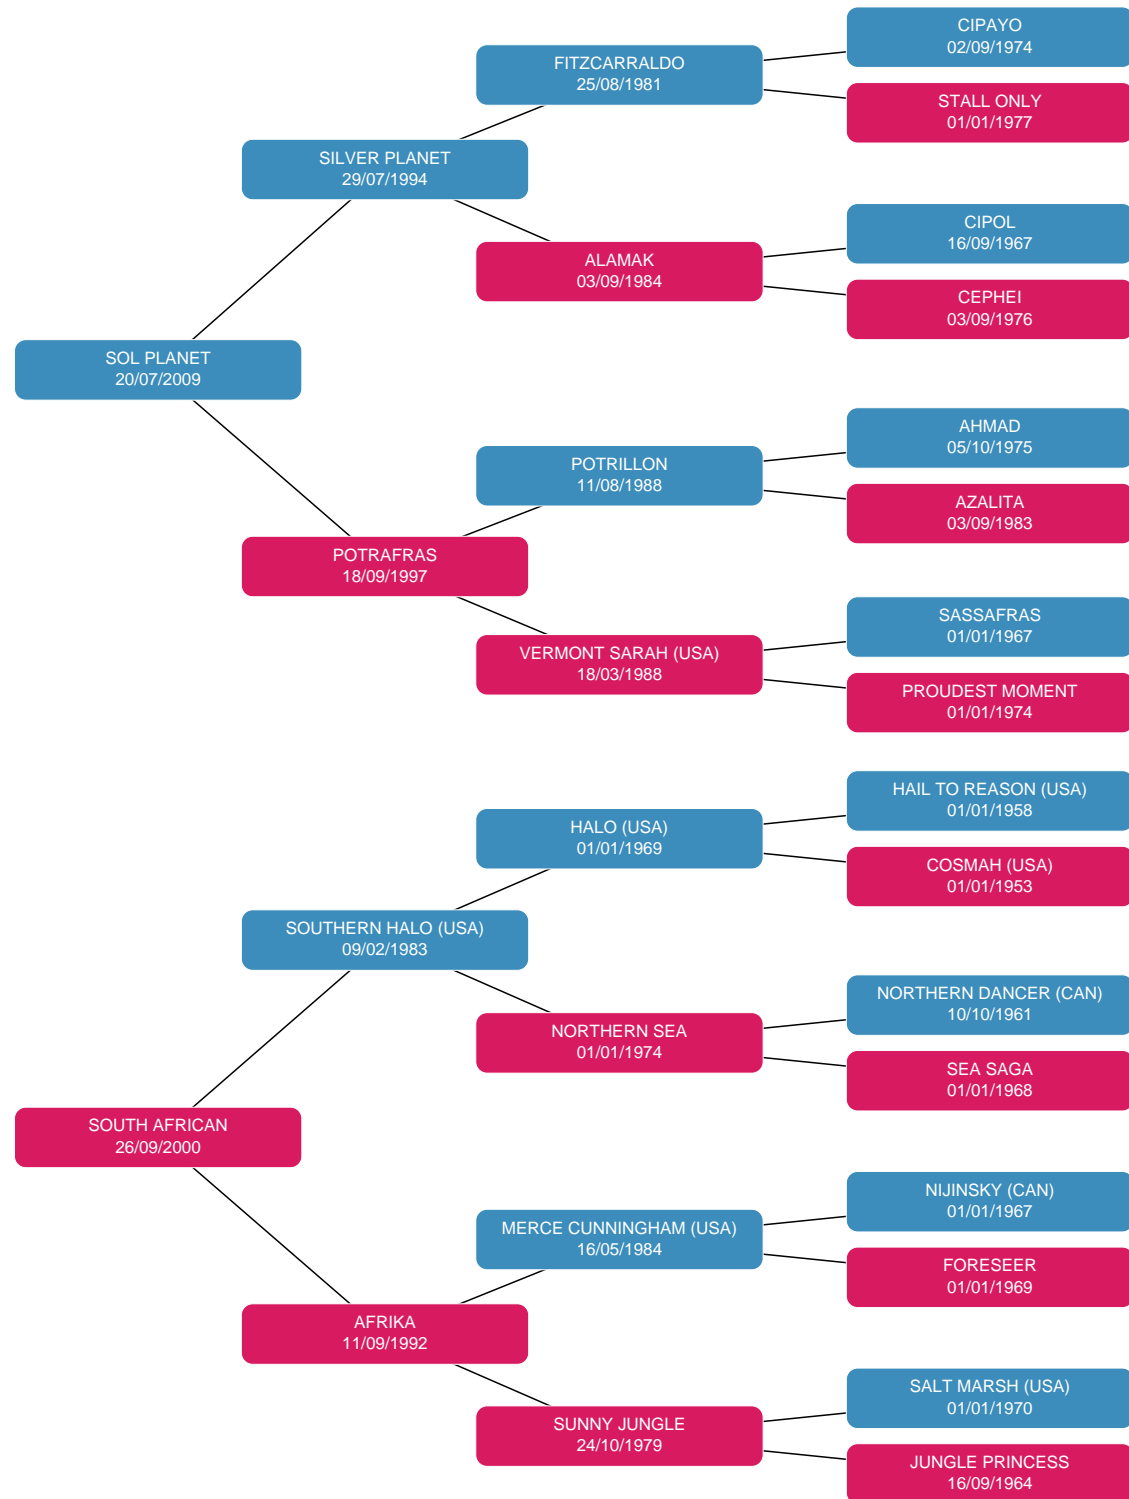 CIPAYO
02/09/1974
FITZCARRALDO
25/08/1981
STALL ONLY
01/01/1977
SILVER PLANET
29/07/1994
CIPOL
16/09/1967
ALAMAK
03/09/1984
CEPHEI
03/09/1976
SOL PLANET
20/07/2009
AHMAD
05/10/1975
POTRILLON
11/08/1988
AZALITA
03/09/1983
POTRAFRAS
18/09/1997
SASSAFRAS
01/01/1967
VERMONT SARAH (USA)
18/03/1988
PROUDEST MOMENT
01/01/1974
HAIL TO REASON (USA)
01/01/1958
HALO (USA)
01/01/1969
COSMAH (USA)
01/01/1953
SOUTHERN HALO (USA)
09/02/1983
NORTHERN DANCER (CAN)
10/10/1961
NORTHERN SEA
01/01/1974
SEA SAGA
01/01/1968
SOUTH AFRICAN
26/09/2000
NIJINSKY (CAN)
01/01/1967
MERCE CUNNINGHAM (USA)
16/05/1984
FORESEER
01/01/1969
AFRIKA
11/09/1992
SALT MARSH (USA)
01/01/1970
SUNNY JUNGLE
24/10/1979
JUNGLE PRINCESS
16/09/1964